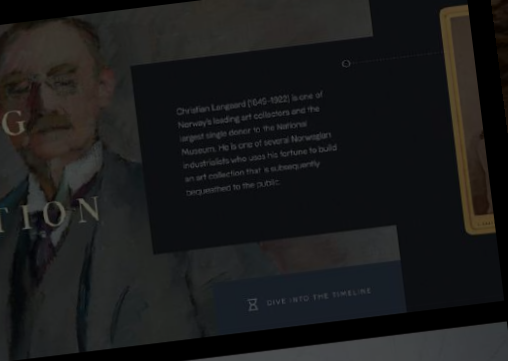 G
TION
Christian Langaard (1849-1922) is one of
Norway's leading art collectors and the
largest single donor to the National
Museum. He is one of several Norwegian
industrialists who uses his fortune to build
an art collection that is subsequently
bequeathed to the public.
DIVE INTO THE TIMELINE